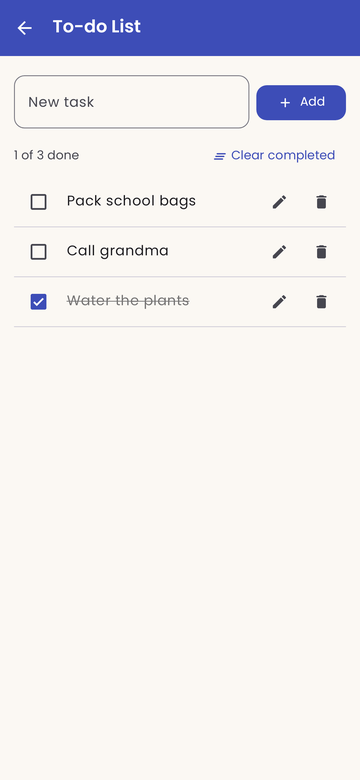 To-do List
New task
Add
1 of 3 done
Clear completed
Pack school bags
Call grandma
Water the plants